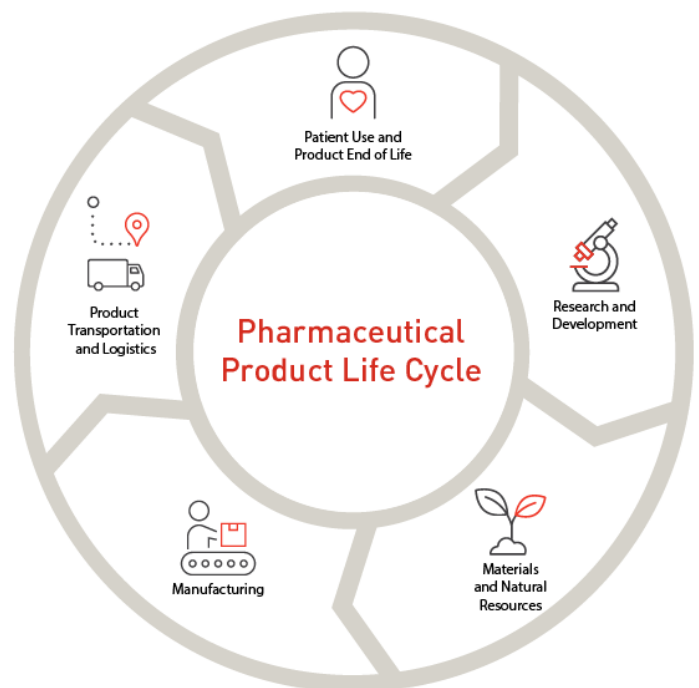 Patient Use and
Product End of Life
Research and
Development
Materials
and Natural
Resources
Manufacturing
Product
Transportation
and Logistics
Pharmaceutical
Product Life Cycle